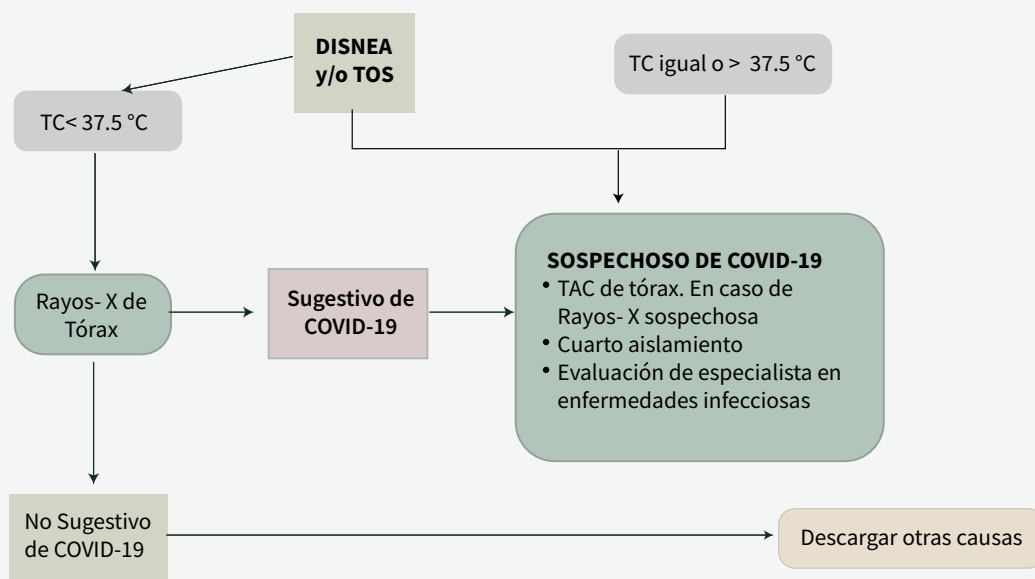 DISNEA
y/o TOS
TC igual o > 37.5 °C
TC< 37.5 °C
Rayos- X de
Tórax
Sugestivo de
COVID-19
SOSPECHOSO DE COVID-19
• TAC de tórax. En caso de
Rayos- X sospechosa
• Cuarto aislamiento
• Evaluación de especialista en
enfermedades infecciosas
No Sugestivo
de COVID-19
Descargar otras causas